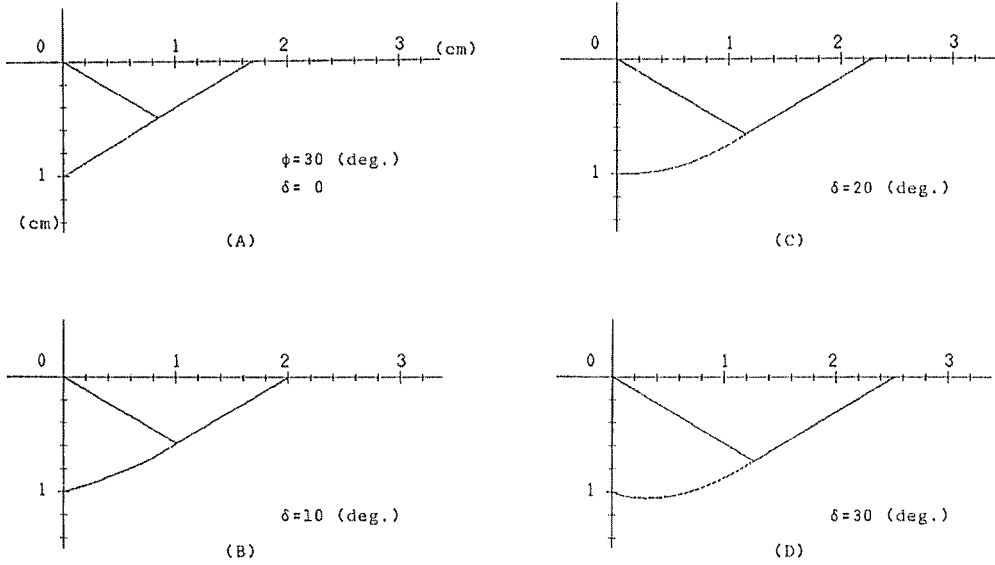 0 1 2 3 (cm)
1
(cm)
φ=30 (deg.)
δ= 0
(A)
0 1 2 3
1
δ=10 (deg.)
(B)
0 1 2 3
1
δ=20 (deg.)
(C)
0 1 2 3
1
δ=30 (deg.)
(D)